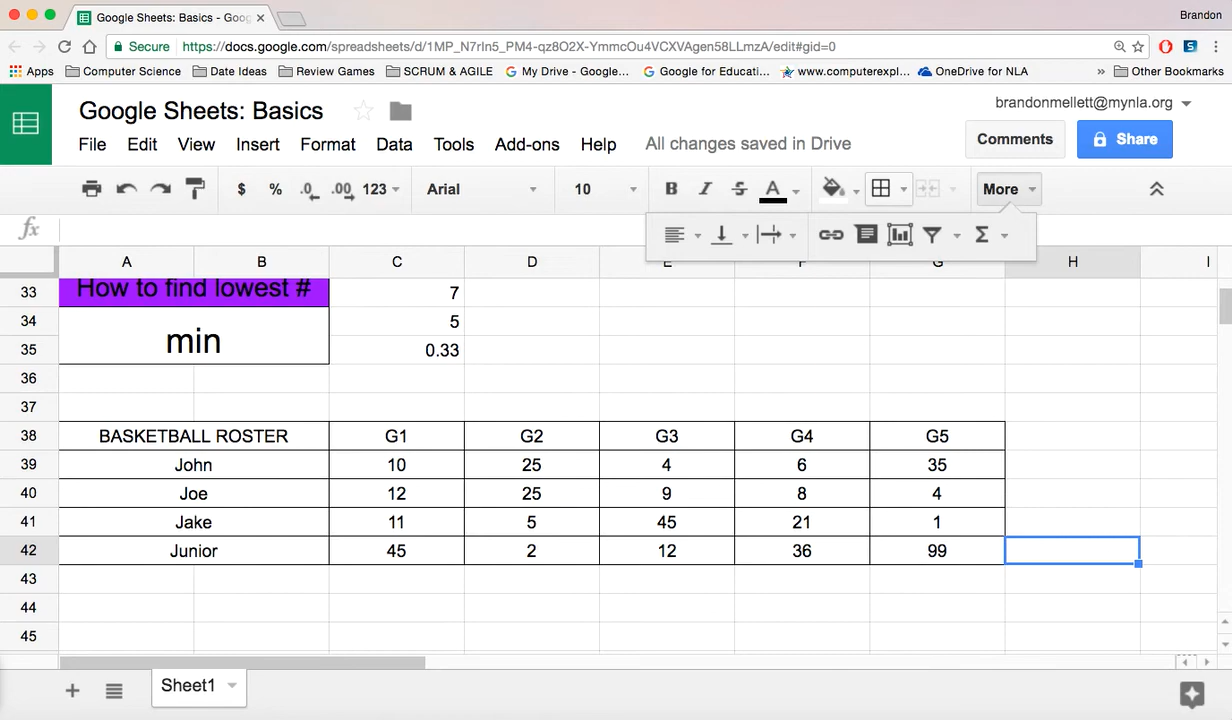 Google Sheets: Basics - Goo
Brandon
Secure https://docs.google.com/spreadsheets/d/1MP_N7rIn5_PM4-qz8O2X-YmmcOu4VCXVAgen58LLmzA/edit#gid=0
Apps Computer Science Date Ideas Review Games SCRUM & AGILE My Drive - Google... Google for Educati... www.computerexpl... OneDrive for NLA » Other Bookmarks
Google Sheets: Basics
brandonmellett@mynla.org
File Edit View Insert Format Data Tools Add-ons Help All changes saved in Drive
Comments Share
$ % .0 .00 123 Arial 10 B I S A More
fx
A B C D E F G H I
33 How to find lowest # 7
34 5
min
35 0.33
36
37
38 BASKETBALL ROSTER G1 G2 G3 G4 G5
39 John 10 25 4 6 35
40 Joe 12 25 9 8 4
41 Jake 11 5 45 21 1
42 Junior 45 2 12 36 99
43
44
45
Sheet1